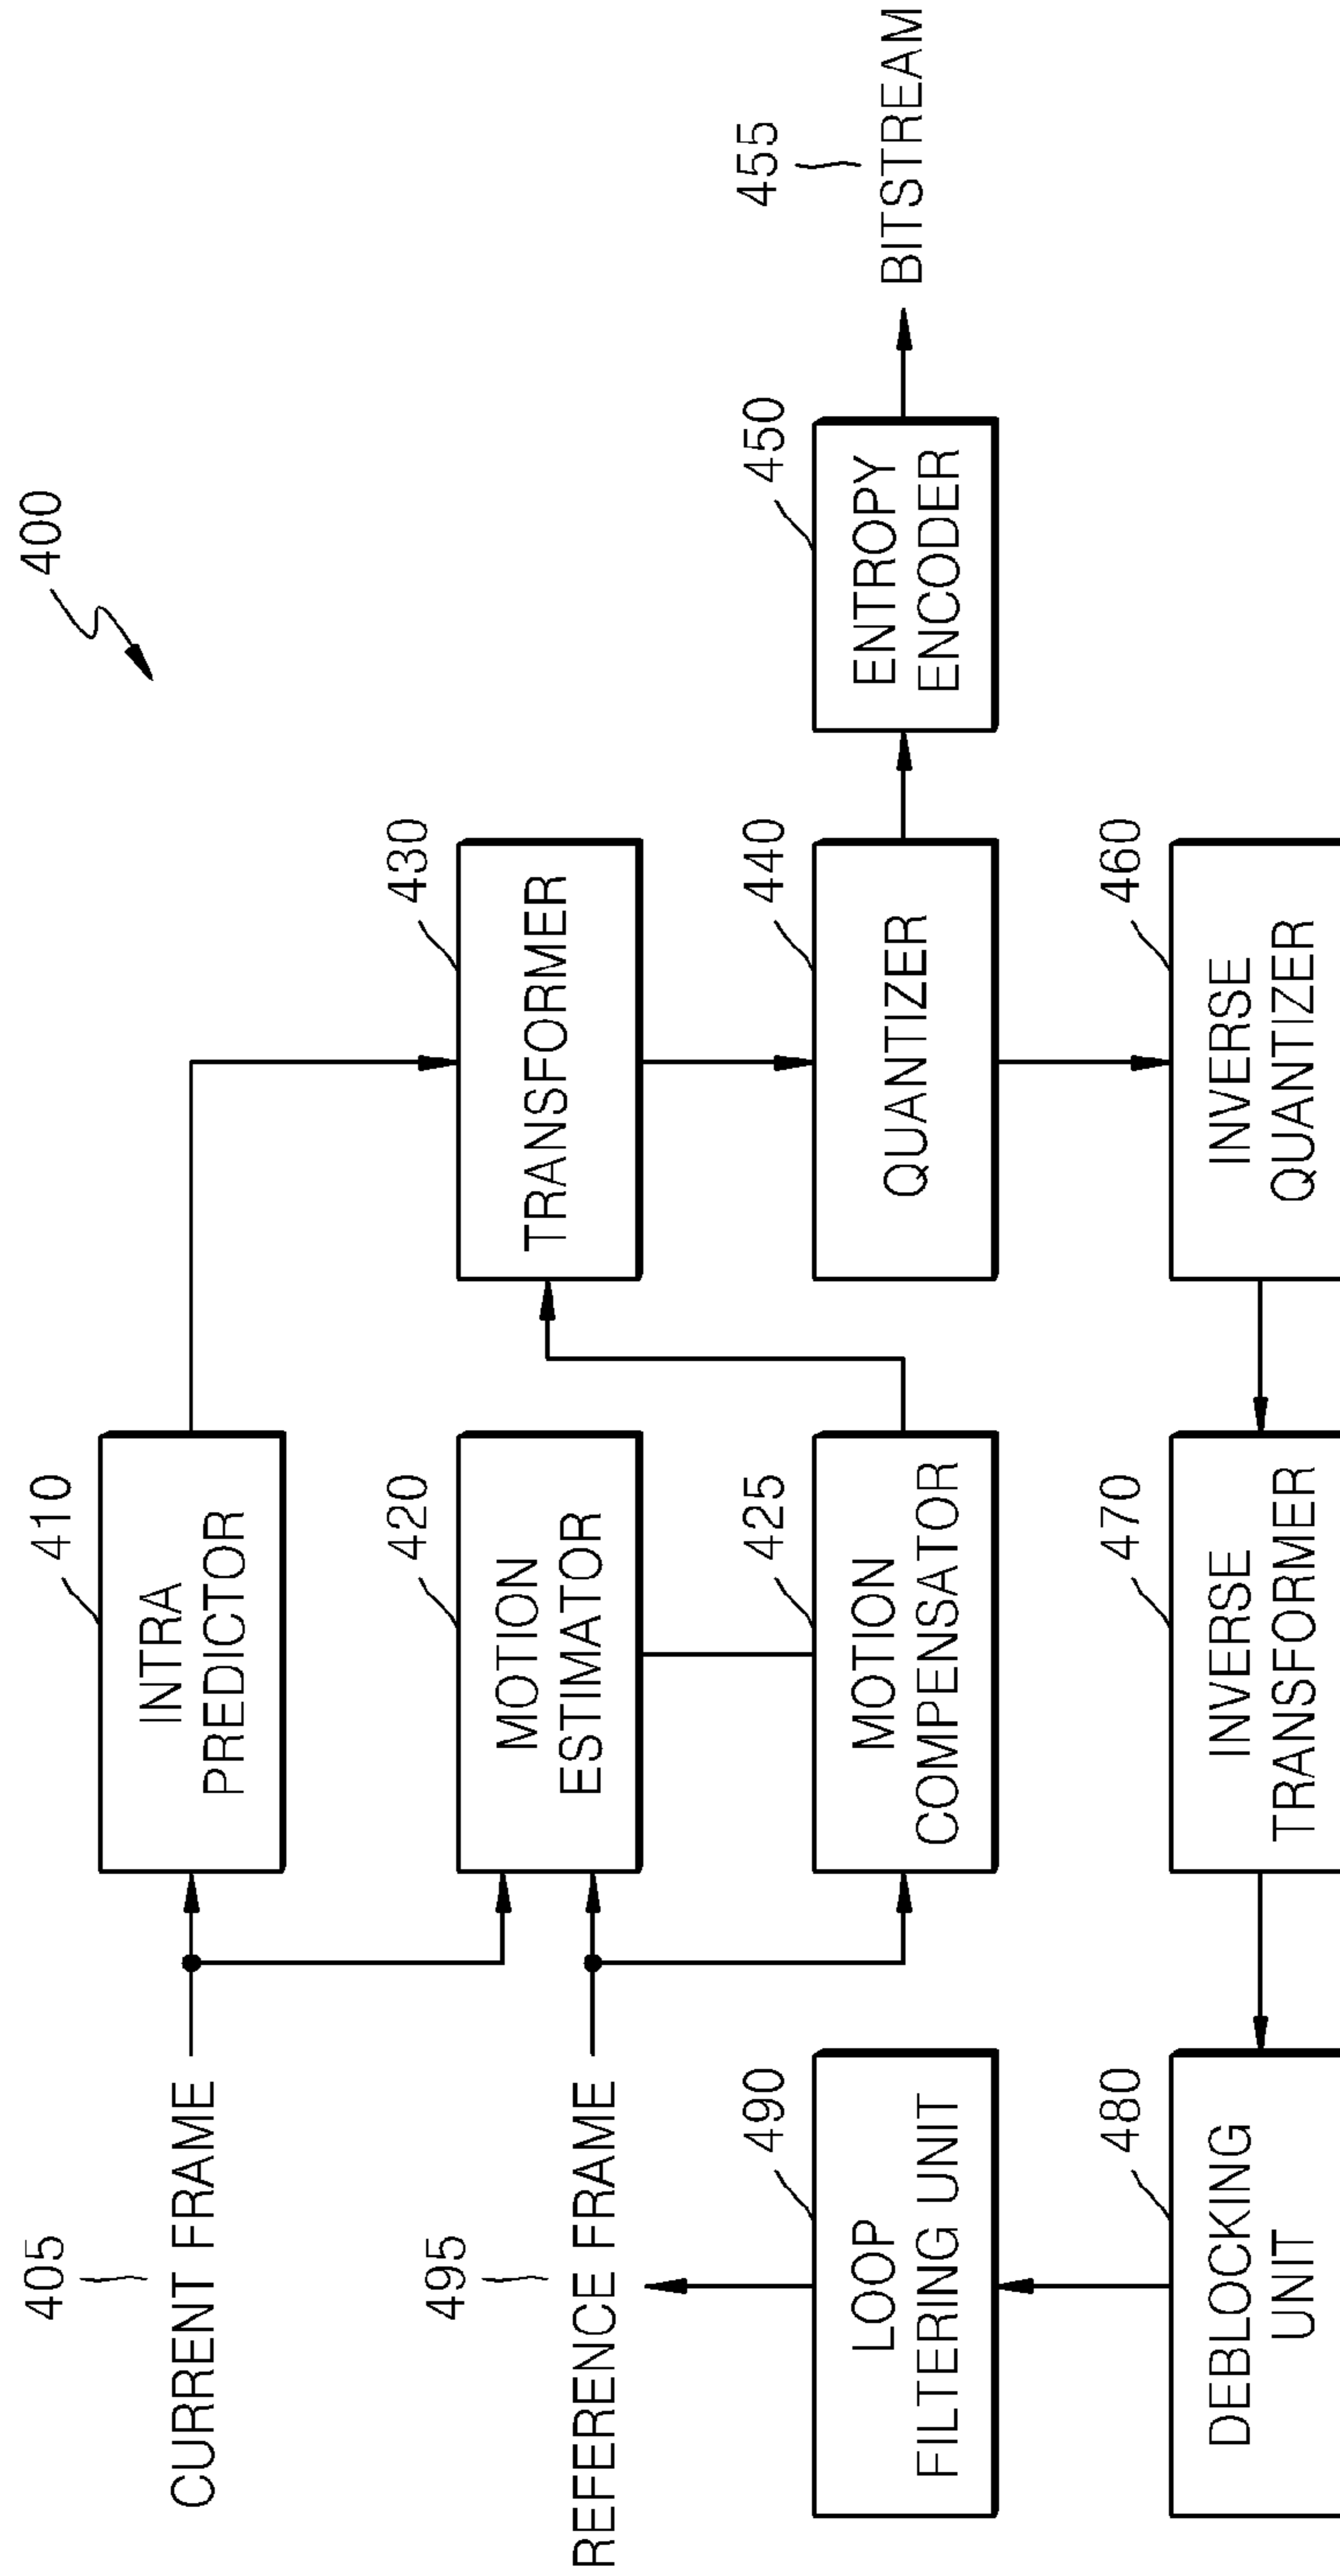 400
405
CURRENT FRAME
410
INTRA
PREDICTOR
495
REFERENCE FRAME
420
MOTION
ESTIMATOR
430
TRANSFORMER
490
LOOP
FILTERING UNIT
425
MOTION
COMPENSATOR
440
QUANTIZER
450
ENTROPY
ENCODER
455
BITSTREAM
480
DEBLOCKING
UNIT
470
INVERSE
TRANSFORMER
460
INVERSE
QUANTIZER